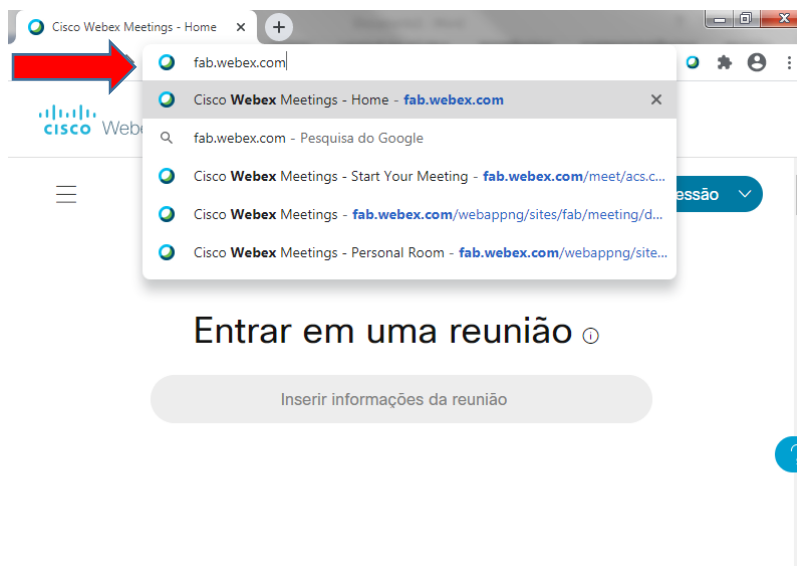 Cisco Webex Meetings - Home
fab.webex.com
Cisco Webex Meetings - Home - fab.webex.com
fab.webex.com - Pesquisa do Google
Cisco Webex Meetings - Start Your Meeting - fab.webex.com/meet/acs.c...
Cisco Webex Meetings - fab.webex.com/webappng/sites/fab/meeting/d...
Cisco Webex Meetings - Personal Room - fab.webex.com/webappng/site...
cisco Webe
essão
Entrar em uma reunião
Inserir informações da reunião